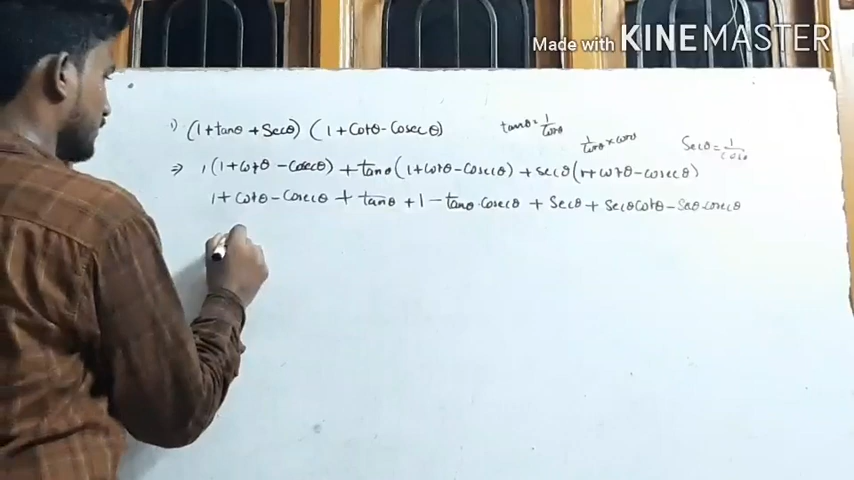 Made with KINEMASTER
i) (1+tanθ +Secθ) (1+Cotθ-Cosecθ)
tanθ=1/Cotθ
1/Cotθ×Cotθ
Secθ=1/Cosθ
⇒ 1(1+Cotθ-Cosecθ)+tanθ(1+Cotθ-Cosecθ)+Secθ(1+Cotθ-Cosecθ)
1+Cotθ-Cosecθ+tanθ+1-tanθ.Cosecθ+Secθ+SecθCotθ-Secθ.Cosecθ